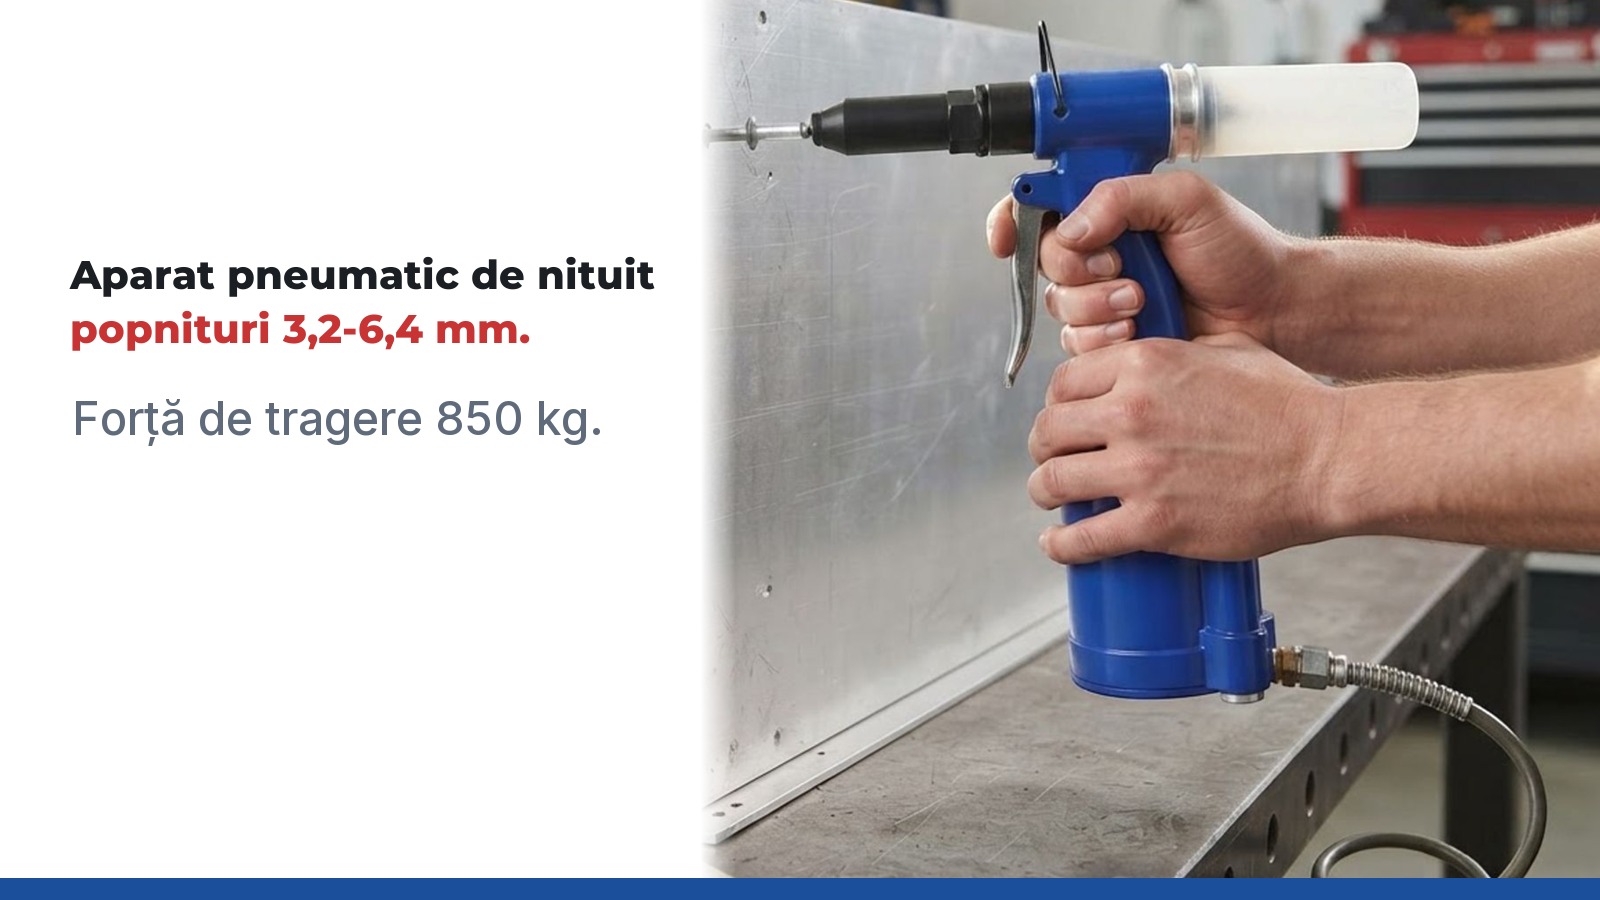 Aparat pneumatic de nituit
popnituri 3,2-6,4 mm.
Forță de tragere 850 kg.